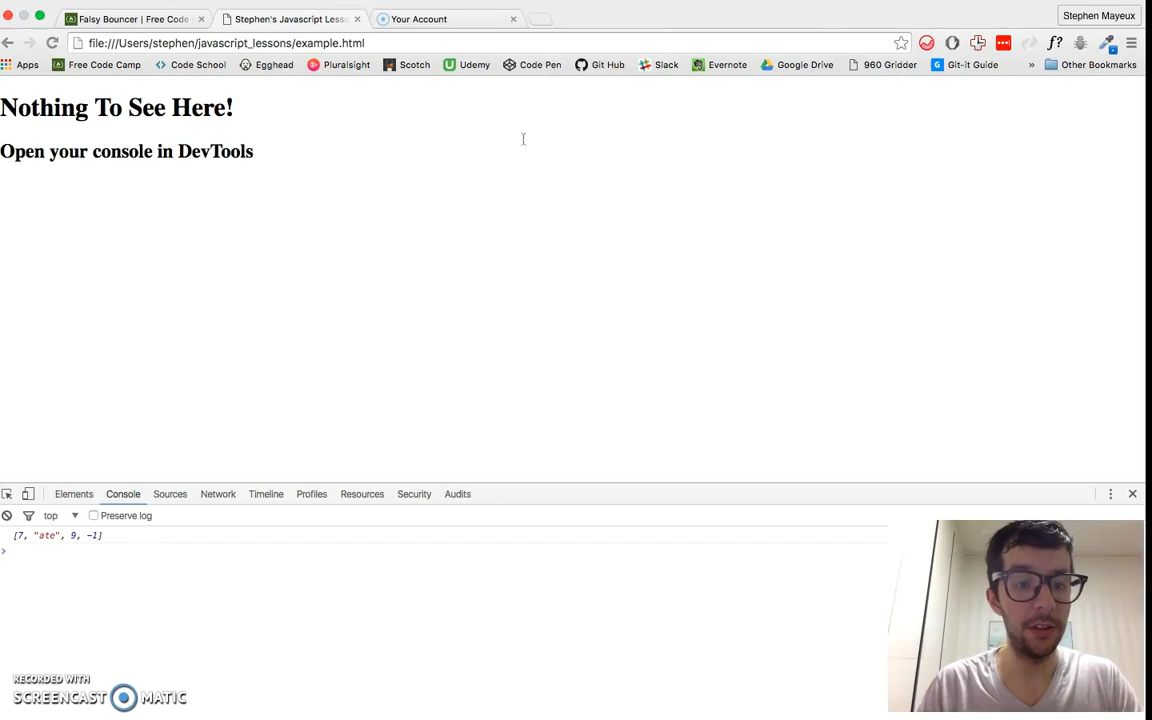 Falsy Bouncer | Free Code
Stephen's Javascript Lesso
Your Account
Stephen Mayeux
file:///Users/stephen/javascript_lessons/example.html
f?
Apps Free Code Camp Code School Egghead Pluralsight Scotch Udemy Code Pen Git Hub Slack Evernote Google Drive 960 Gridder Git-it Guide » Other Bookmarks
Nothing To See Here!
Open your console in DevTools
Elements Console Sources Network Timeline Profiles Resources Security Audits
top Preserve log
[7, "ate", 9, -1]
>
RECORDED WITH
SCREENCAST MATIC